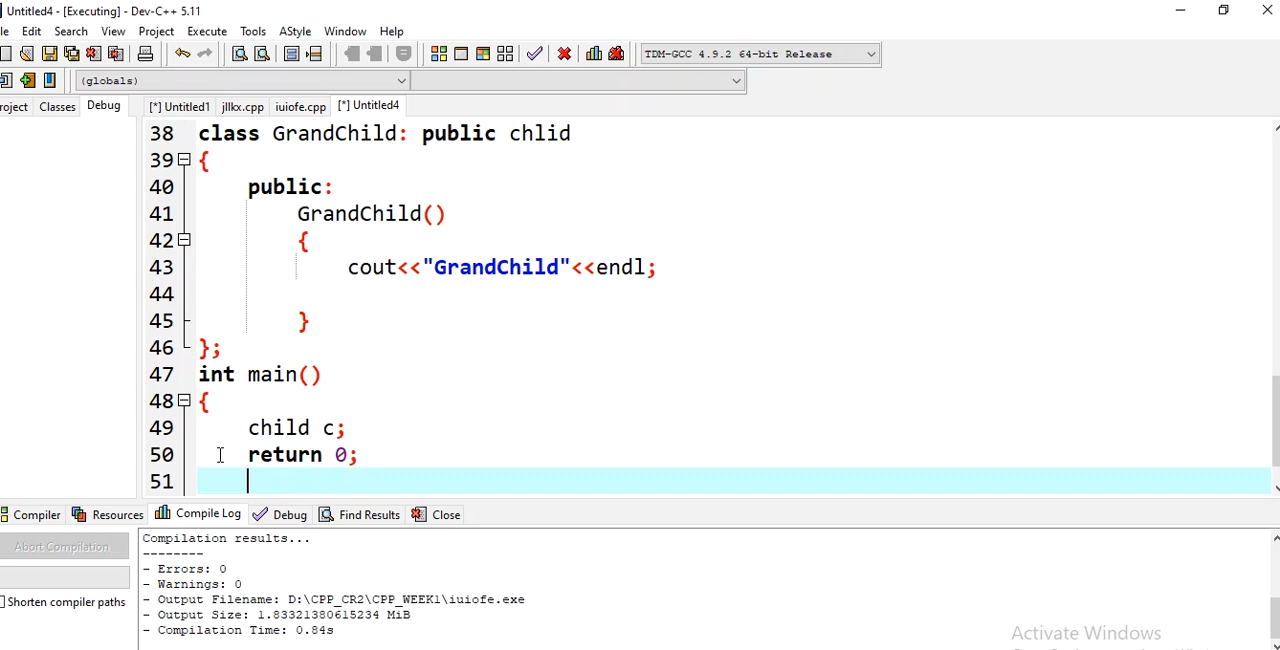 Untitled4 - [Executing] - Dev-C++ 5.11
le Edit Search View Project Execute Tools AStyle Window Help
TDM-GCC 4.9.2 64-bit Release
(globals)
roject Classes Debug [*] Untitled1 jllkx.cpp iuiofe.cpp [*] Untitled4
38 class GrandChild: public chlid
39 {
40 public:
41 GrandChild()
42 {
43 cout<<"GrandChild"<<endl;
44
45 }
46 };
47 int main()
48 {
49 child c;
50 return 0;
51
Compiler Resources Compile Log Debug Find Results Close
Abort Compilation
Shorten compiler paths
Compilation results...
--------
- Errors: 0
- Warnings: 0
- Output Filename: D:\CPP_CR2\CPP_WEEK1\iuiofe.exe
- Output Size: 1.83321380615234 MiB
- Compilation Time: 0.84s
Activate Windows